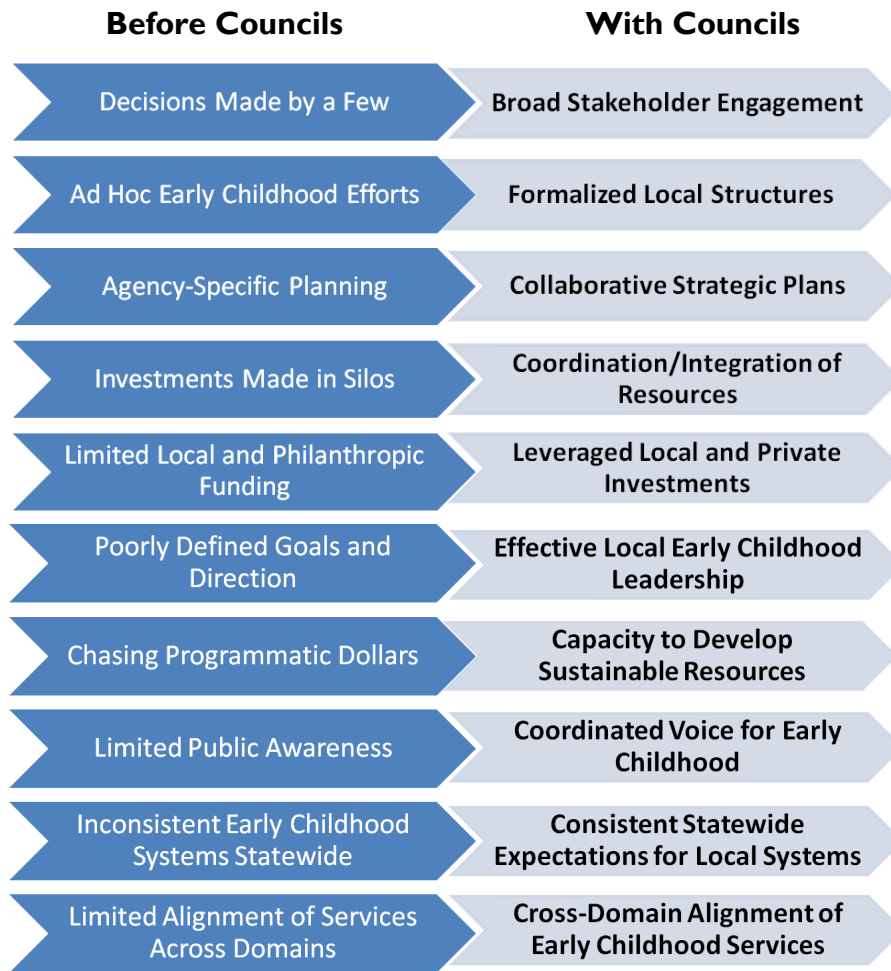 Before Councils
With Councils
Decisions Made by a Few
Broad Stakeholder Engagement
Ad Hoc Early Childhood Efforts
Formalized Local Structures
Agency-Specific Planning
Collaborative Strategic Plans
Investments Made in Silos
Coordination/Integration of
Resources
Limited Local and Philanthropic
Funding
Leveraged Local and Private
Investments
Poorly Defined Goals and
Direction
Effective Local Early Childhood
Leadership
Chasing Programmatic Dollars
Capacity to Develop
Sustainable Resources
Limited Public Awareness
Coordinated Voice for Early
Childhood
Inconsistent Early Childhood
Systems Statewide
Consistent Statewide
Expectations for Local Systems
Limited Alignment of Services
Across Domains
Cross-Domain Alignment of
Early Childhood Services